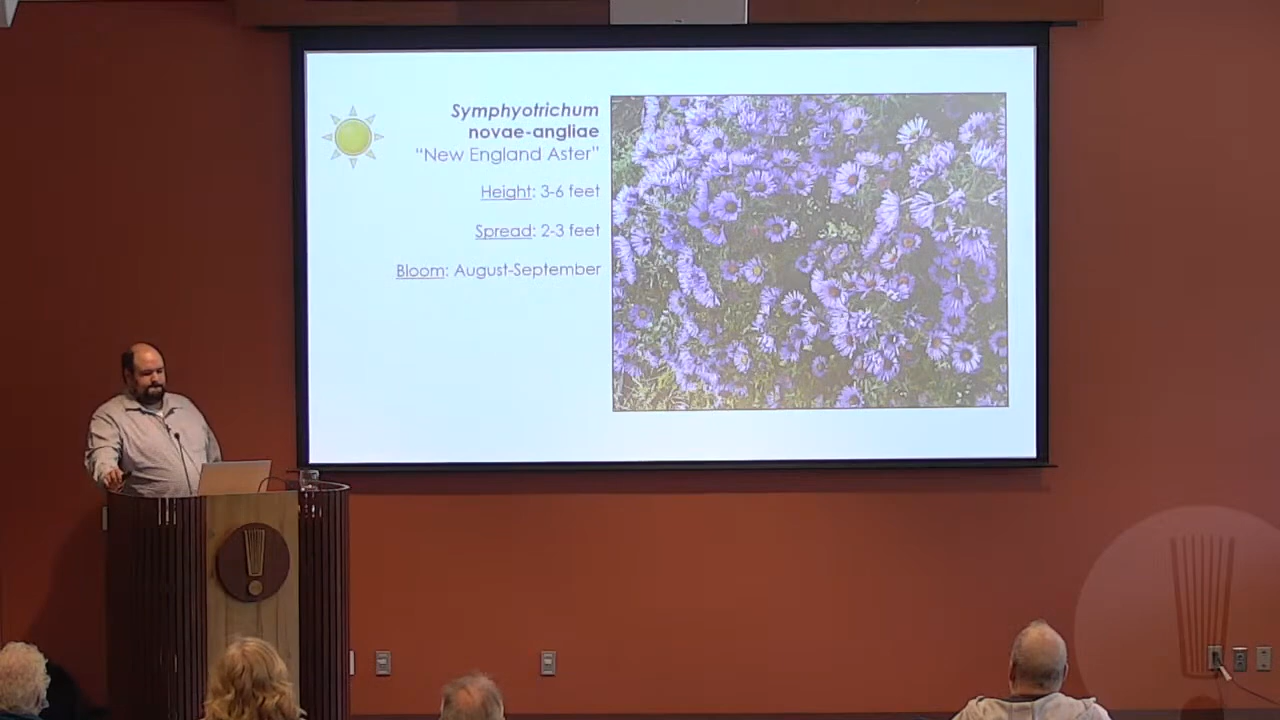 Symphyotrichum
novae-angliae
“New England Aster”
Height: 3-6 feet
Spread: 2-3 feet
Bloom: August-September